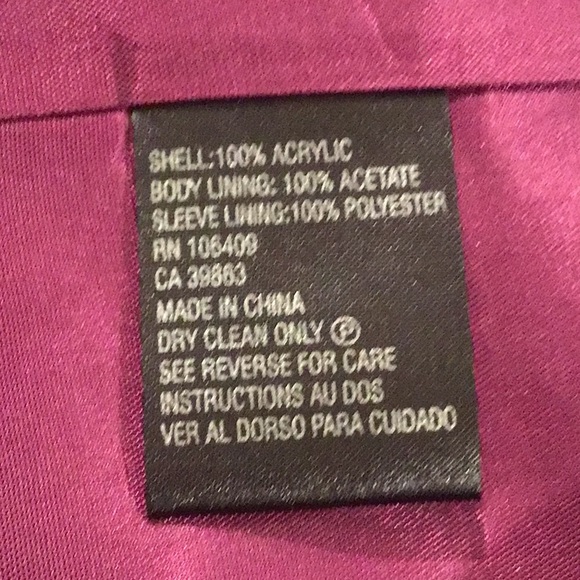 SHELL:100% ACRYLIC
BODY LINING: 100% ACETATE
SLEEVE LINING:100% POLYESTER
RN 106409
CA 39863
MADE IN CHINA
DRY CLEAN ONLY Ⓟ
SEE REVERSE FOR CARE
INSTRUCTIONS AU DOS
VER AL DORSO PARA CUIDADO